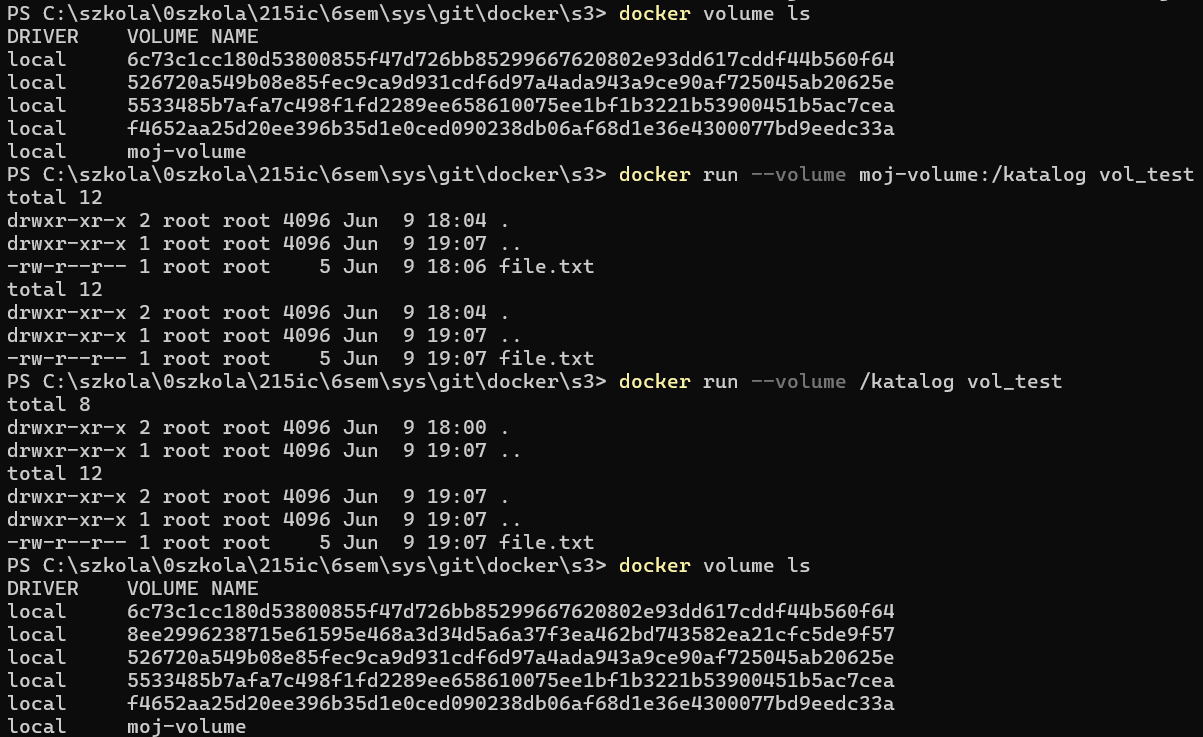 PS C:\szkola\0szkola\215ic\6sem\sys\git\docker\s3> docker volume ls
DRIVER    VOLUME NAME
local     6c73c1cc180d53800855f47d726bb85299667620802e93dd617cddf44b560f64
local     526720a549b08e85fec9ca9d931cdf6d97a4ada943a9ce90af725045ab20625e
local     5533485b7afa7c498f1fd2289ee658610075ee1bf1b3221b53900451b5ac7cea
local     f4652aa25d20ee396b35d1e0ced090238db06af68d1e36e4300077bd9eedc33a
local     moj-volume
PS C:\szkola\0szkola\215ic\6sem\sys\git\docker\s3> docker run --volume moj-volume:/katalog vol_test
total 12
drwxr-xr-x 2 root root 4096 Jun  9 18:04 .
drwxr-xr-x 1 root root 4096 Jun  9 19:07 ..
-rw-r--r-- 1 root root    5 Jun  9 18:06 file.txt
total 12
drwxr-xr-x 2 root root 4096 Jun  9 18:04 .
drwxr-xr-x 1 root root 4096 Jun  9 19:07 ..
-rw-r--r-- 1 root root    5 Jun  9 19:07 file.txt
PS C:\szkola\0szkola\215ic\6sem\sys\git\docker\s3> docker run --volume /katalog vol_test
total 8
drwxr-xr-x 2 root root 4096 Jun  9 18:00 .
drwxr-xr-x 1 root root 4096 Jun  9 19:07 ..
total 12
drwxr-xr-x 2 root root 4096 Jun  9 19:07 .
drwxr-xr-x 1 root root 4096 Jun  9 19:07 ..
-rw-r--r-- 1 root root    5 Jun  9 19:07 file.txt
PS C:\szkola\0szkola\215ic\6sem\sys\git\docker\s3> docker volume ls
DRIVER    VOLUME NAME
local     6c73c1cc180d53800855f47d726bb85299667620802e93dd617cddf44b560f64
local     8ee2996238715e61595e468a3d34d5a6a37f3ea462bd743582ea21cfc5de9f57
local     526720a549b08e85fec9ca9d931cdf6d97a4ada943a9ce90af725045ab20625e
local     5533485b7afa7c498f1fd2289ee658610075ee1bf1b3221b53900451b5ac7cea
local     f4652aa25d20ee396b35d1e0ced090238db06af68d1e36e4300077bd9eedc33a
local     moj-volume